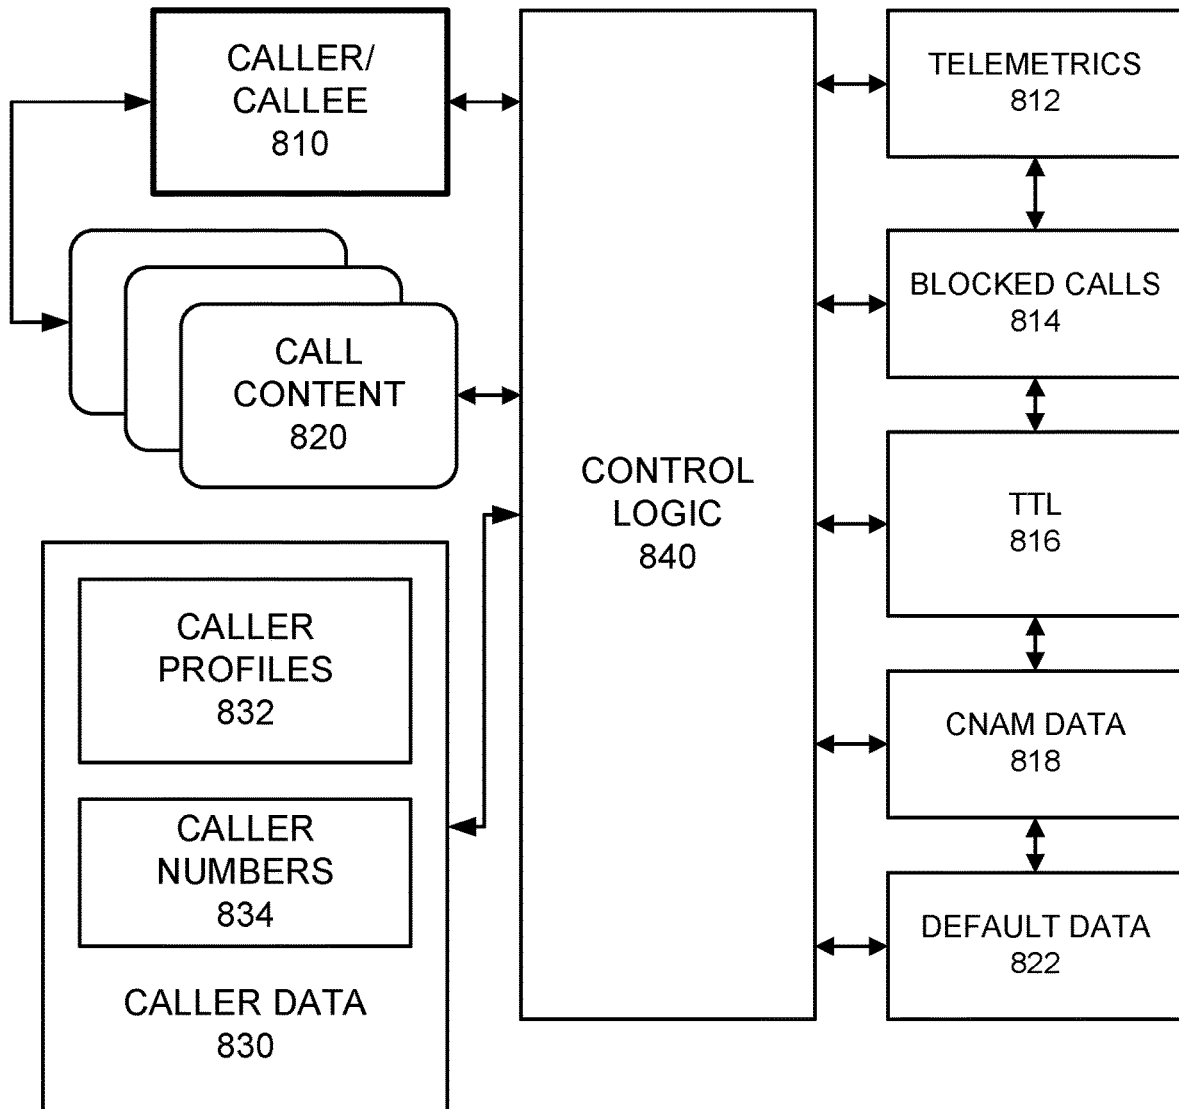 CALLER/
CALLEE
810
CALL
CONTENT
820
CALLER
PROFILES
832
CALLER
NUMBERS
834
CALLER DATA
830
CONTROL
LOGIC
840
TELEMETRICS
812
BLOCKED CALLS
814
TTL
816
CNAM DATA
818
DEFAULT DATA
822